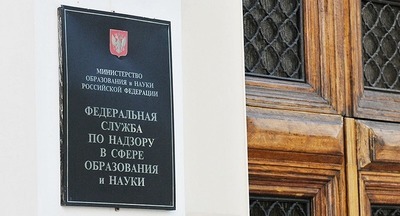 МИНИСТЕРСТВО
ОБРАЗОВАНИЯ и НАУКИ
РОССИЙСКОЙ ФЕДЕРАЦИИ
ФЕДЕРАЛЬНАЯ
СЛУЖБА
ПО НАДЗОРУ
В СФЕРЕ
ОБРАЗОВАНИЯ
и НАУКИ